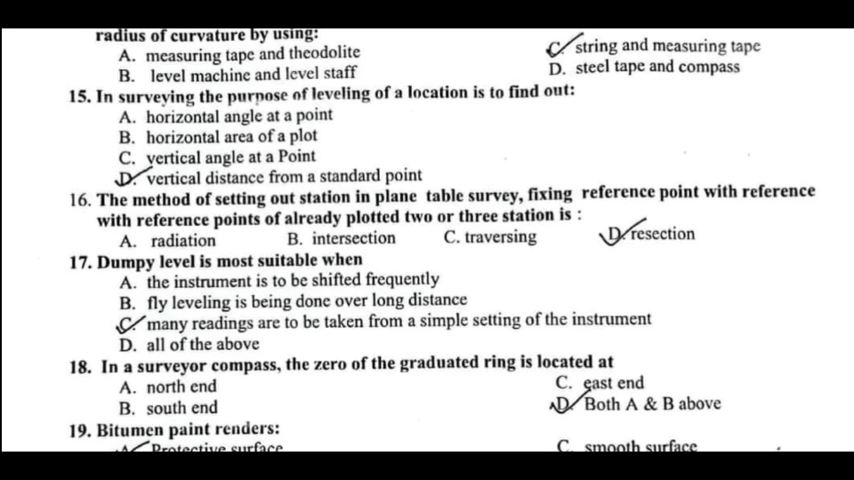 radius of curvature by using:
A. measuring tape and theodolite
C. string and measuring tape
B. level machine and level staff
D. steel tape and compass
15. In surveying the purpose of leveling of a location is to find out:
A. horizontal angle at a point
B. horizontal area of a plot
C. vertical angle at a Point
D. vertical distance from a standard point
16. The method of setting out station in plane table survey, fixing reference point with reference
with reference points of already plotted two or three station is :
A. radiation B. intersection C. traversing D. resection
17. Dumpy level is most suitable when
A. the instrument is to be shifted frequently
B. fly leveling is being done over long distance
C. many readings are to be taken from a simple setting of the instrument
D. all of the above
18. In a surveyor compass, the zero of the graduated ring is located at
A. north end
C. east end
B. south end
D. Both A & B above
19. Bitumen paint renders:
A. Protective surface
C. smooth surface